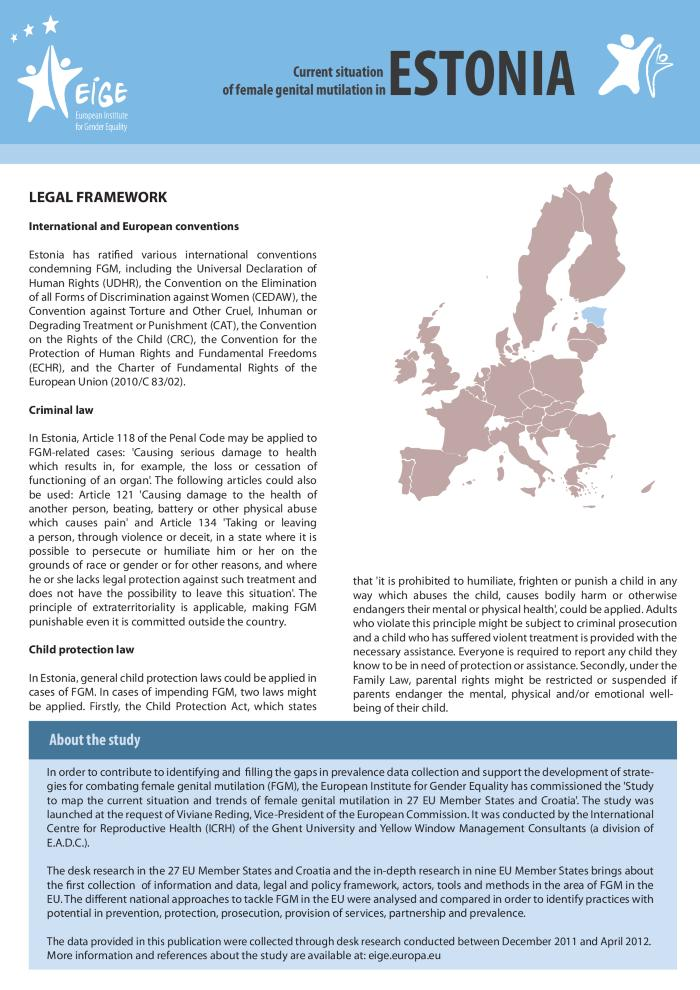 EIGE
European Institute
for Gender Equality
Current situation
of female genital mutilation in ESTONIA
LEGAL FRAMEWORK
International and European conventions
Estonia has ratified various international conventions
condemning FGM, including the Universal Declaration of
Human Rights (UDHR), the Convention on the Elimination
of all Forms of Discrimination against Women (CEDAW), the
Convention against Torture and Other Cruel, Inhuman or
Degrading Treatment or Punishment (CAT), the Convention
on the Rights of the Child (CRC), the Convention for the
Protection of Human Rights and Fundamental Freedoms
(ECHR), and the Charter of Fundamental Rights of the
European Union (2010/C 83/02).
Criminal law
In Estonia, Article 118 of the Penal Code may be applied to
FGM-related cases: 'Causing serious damage to health
which results in, for example, the loss or cessation of
functioning of an organ'. The following articles could also
be used: Article 121 'Causing damage to the health of
another person, beating, battery or other physical abuse
which causes pain' and Article 134 'Taking or leaving
a person, through violence or deceit, in a state where it is
possible to persecute or humiliate him or her on the
grounds of race or gender or for other reasons, and where
he or she lacks legal protection against such treatment and
does not have the possibility to leave this situation'. The
principle of extraterritoriality is applicable, making FGM
punishable even it is committed outside the country.
Child protection law
In Estonia, general child protection laws could be applied in
cases of FGM. In cases of impending FGM, two laws might
be applied. Firstly, the Child Protection Act, which states
that 'it is prohibited to humiliate, frighten or punish a child in any
way which abuses the child, causes bodily harm or otherwise
endangers their mental or physical health', could be applied. Adults
who violate this principle might be subject to criminal prosecution
and a child who has suffered violent treatment is provided with the
necessary assistance. Everyone is required to report any child they
know to be in need of protection or assistance. Secondly, under the
Family Law, parental rights might be restricted or suspended if
parents endanger the mental, physical and/or emotional well-
being of their child.
About the study
In order to contribute to identifying and filling the gaps in prevalence data collection and support the development of strate-
gies for combating female genital mutilation (FGM), the European Institute for Gender Equality has commissioned the 'Study
to map the current situation and trends of female genital mutilation in 27 EU Member States and Croatia'. The study was
launched at the request of Viviane Reding, Vice-President of the European Commission. It was conducted by the International
Centre for Reproductive Health (ICRH) of the Ghent University and Yellow Window Management Consultants (a division of
E.A.D.C.).
The desk research in the 27 EU Member States and Croatia and the in-depth research in nine EU Member States brings about
the first collection of information and data, legal and policy framework, actors, tools and methods in the area of FGM in the
EU. The different national approaches to tackle FGM in the EU were analysed and compared in order to identify practices with
potential in prevention, protection, prosecution, provision of services, partnership and prevalence.
The data provided in this publication were collected through desk research conducted between December 2011 and April 2012.
More information and references about the study are available at: eige.europa.eu